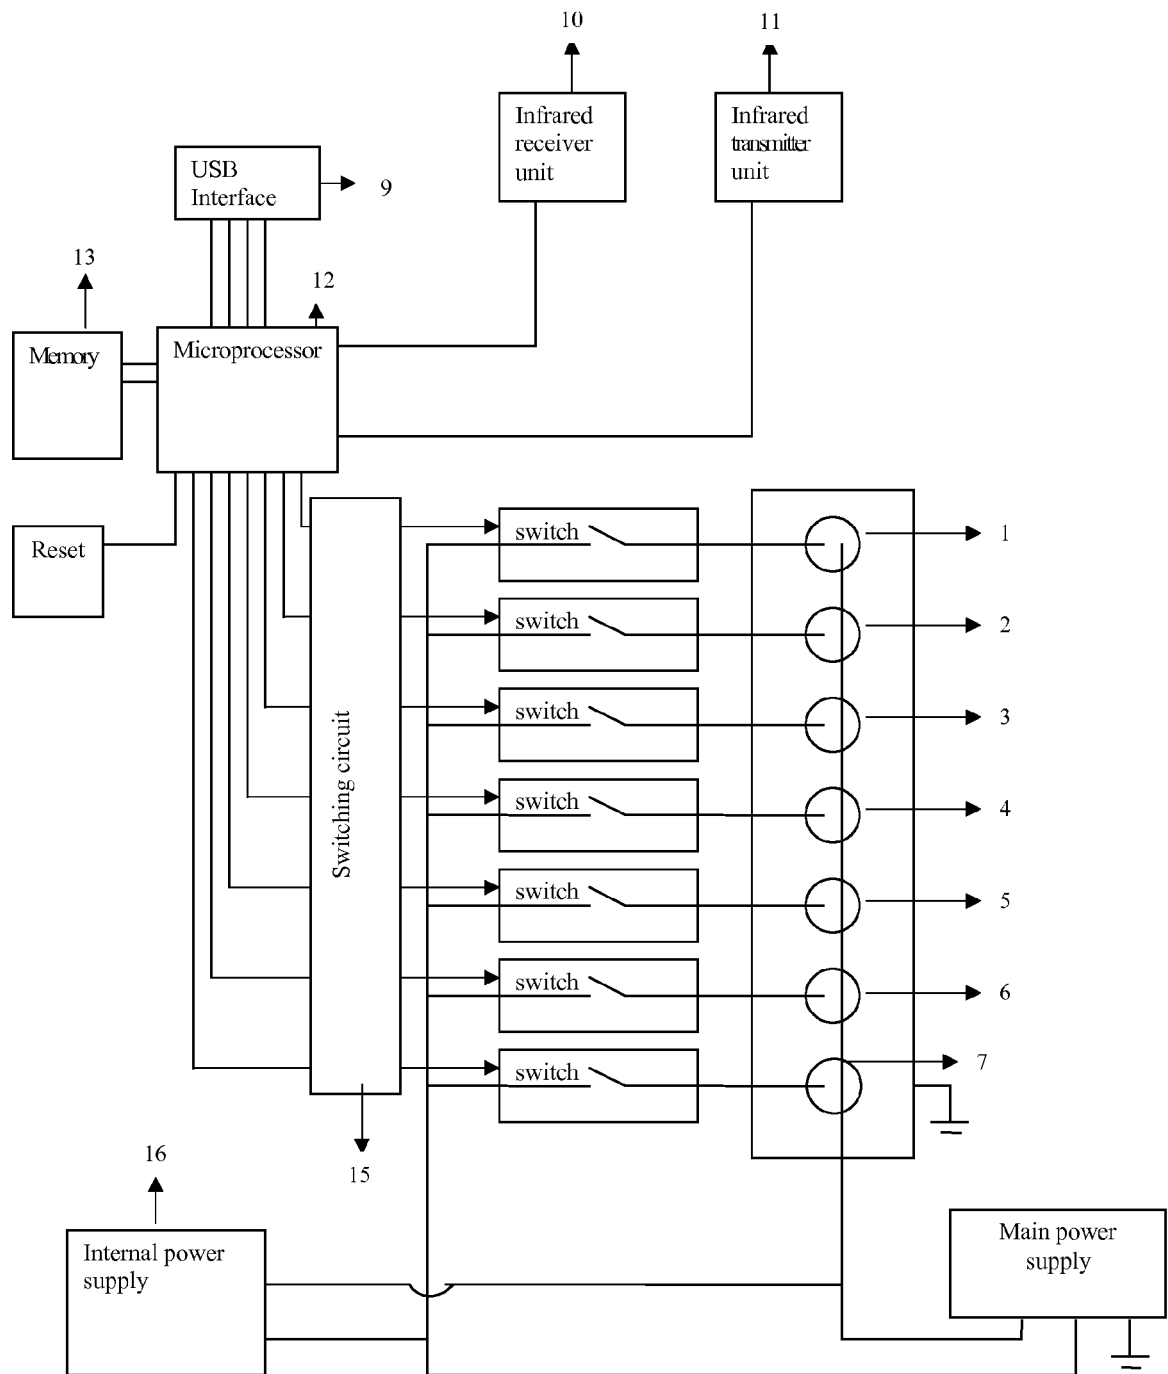 10
11
Infrared
receiver
unit
Infrared
transmitter
unit
USB
Interface
9
13
12
Memory
Microprocessor
Reset
switch
1
switch
2
switch
3
switch
4
Switching circuit
switch
5
switch
6
switch
7
15
16
Internal power
supply
Main power
supply